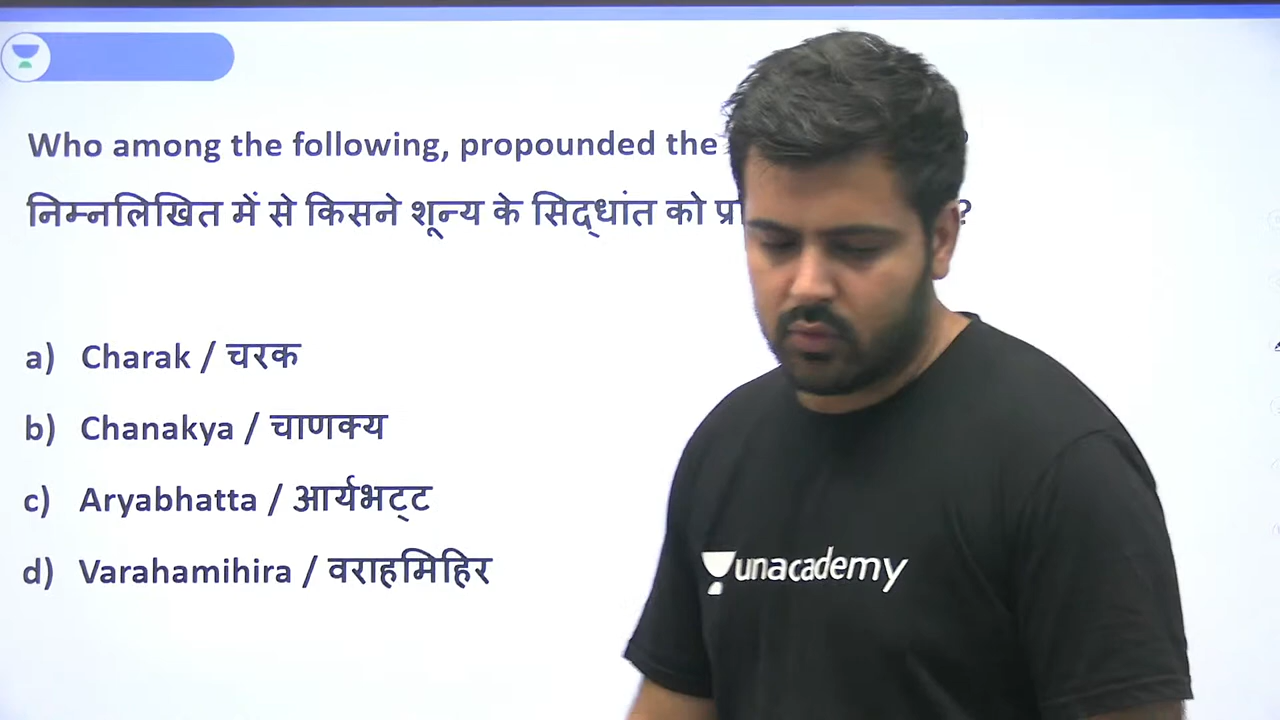 Who among the following, propounded the ?
निम्नलिखित में से किसने शून्य के सिद्धांत को ?
a) Charak / चरक
b) Chanakya / चाणक्य
c) Aryabhatta / आर्यभट्ट
d) Varahamihira / वराहमिहिर
unacademy